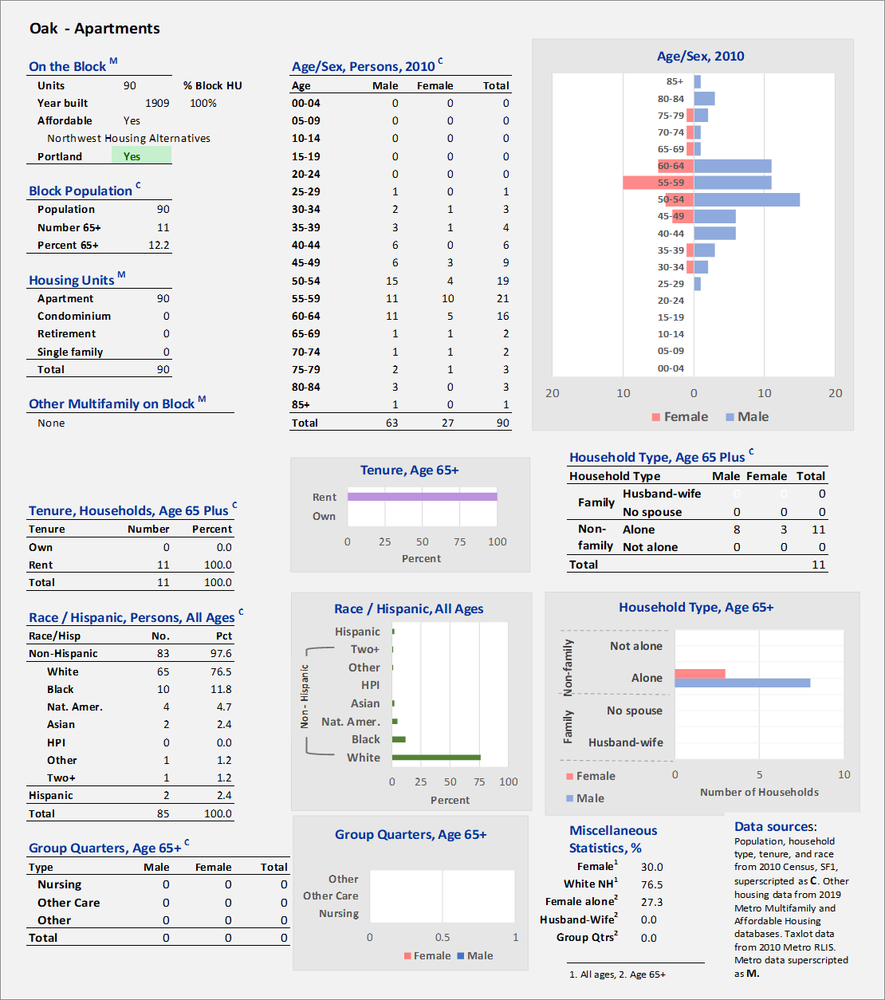 Oak - Apartments
On the Block M
Units 90 % Block HU
Year built 1909 100%
Affordable Yes
Northwest Housing Alternatives
Portland Yes
Block Population C
Population 90
Number 65+ 11
Percent 65+ 12.2
Housing Units M
Apartment 90
Condominium 0
Retirement 0
Single family 0
Total 90
Other Multifamily on Block M
None
Age/Sex, Persons, 2010 C
Age Male Female Total
00-04 0 0 0
05-09 0 0 0
10-14 0 0 0
15-19 0 0 0
20-24 0 0 0
25-29 1 0 1
30-34 2 1 3
35-39 3 1 4
40-44 6 0 6
45-49 6 3 9
50-54 15 4 19
55-59 11 10 21
60-64 11 5 16
65-69 1 1 2
70-74 1 1 2
75-79 2 1 3
80-84 3 0 3
85+ 1 0 1
Total 63 27 90
Age/Sex, 2010
85+
80-84
75-79
70-74
65-69
60-64
55-59
50-54
45-49
40-44
35-39
30-34
25-29
20-24
15-19
10-14
05-09
00-04
20 10 0 10 20
Female Male
Tenure, Households, Age 65 Plus C
Tenure Number Percent
Own 0 0.0
Rent 11 100.0
Total 11 100.0
Tenure, Age 65+
Rent
Own
0 25 50 75 100
Percent
Household Type, Age 65 Plus C
Household Type Male Female Total
Family Husband-wife 0 0 0
No spouse 0 0 0
Non-family Alone 8 3 11
Not alone 0 0 0
Total 11
Race / Hispanic, Persons, All Ages C
Race/Hisp No. Pct
Non-Hispanic 83 97.6
White 65 76.5
Black 10 11.8
Nat. Amer. 4 4.7
Asian 2 2.4
HPI 0 0.0
Other 1 1.2
Two+ 1 1.2
Hispanic 2 2.4
Total 85 100.0
Race / Hispanic, All Ages
Non - Hispanic
Hispanic
Two+
Other
HPI
Asian
Nat. Amer.
Black
White
0 25 50 75 100
Percent
Household Type, Age 65+
Non-family
Family
Not alone
Alone
No spouse
Husband-wife
0 5 10
Female
Male
Number of Households
Group Quarters, Age 65+ C
Type Male Female Total
Nursing 0 0 0
Other Care 0 0 0
Other 0 0 0
Total 0 0 0
Group Quarters, Age 65+
Other
Other Care
Nursing
0 0.5 1
Female Male
Miscellaneous
Statistics, %
Female1 30.0
White NH1 76.5
Female alone2 27.3
Husband-Wife2 0.0
Group Qtrs2 0.0
1. All ages, 2. Age 65+
Data sources:
Population, household
type, tenure, and race
from 2010 Census, SF1,
superscripted as C. Other
housing data from 2019
Metro Multifamily and
Affordable Housing
databases. Taxlot data
from 2010 Metro RLIS.
Metro data superscripted
as M.